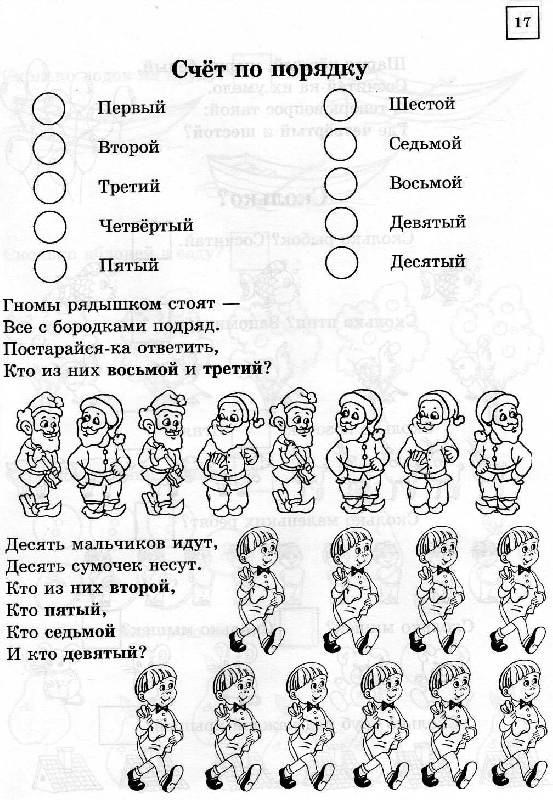 17
Счёт по порядку
Первый
Второй
Третий
Четвёртый
Пятый
Шестой
Седьмой
Восьмой
Девятый
Десятый
Гномы рядышком стоят —
Все с бородками подряд.
Постарайся-ка ответить,
Кто из них восьмой и третий?
Десять мальчиков идут,
Десять сумочек несут.
Кто из них второй,
Кто пятый,
Кто седьмой
И кто девятый?